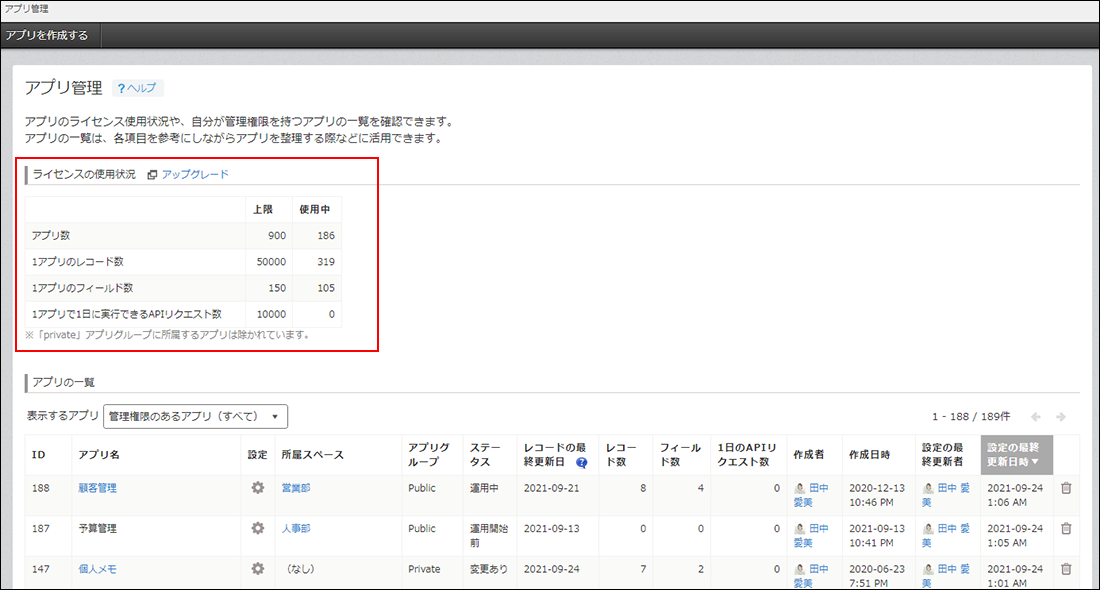 アプリ管理
アプリを作成する
アプリ管理 ?ヘルプ
アプリのライセンス使用状況や、自分が管理権限を持つアプリの一覧を確認できます。
アプリの一覧は、各項目を参考にしながらアプリを整理する際などに活用できます。
ライセンスの使用状況 アップグレード
上限 使用中
アプリ数 900 186
1アプリのレコード数 50000 319
1アプリのフィールド数 150 105
1アプリで1日に実行できるAPIリクエスト数 10000 0
※「private」アプリグループに所属するアプリは除かれています。
アプリの一覧
表示するアプリ 管理権限のあるアプリ（すべて） ▼
1 - 188 / 189件
ID アプリ名 設定 所属スペース アプリグループ ステータス レコードの最終更新日 ? レコード数 フィールド数 1日のAPIリクエスト数 作成者 作成日時 設定の最終更新者 設定の最終更新日時▼
188 顧客管理 営業部 Public 運用中 2021-09-21 8 4 0 田中 愛美 2020-12-13 10:46 PM 田中 愛美 2021-09-24 1:06 AM
187 予算管理 人事部 Public 運用開始前 2021-09-13 0 0 0 田中 愛美 2021-09-13 10:41 PM 田中 愛美 2021-09-24 1:05 AM
147 個人メモ （なし） Private 変更あり 2021-09-24 7 2 0 田中 愛美 2020-06-23 7:51 PM 田中 愛美 2021-09-24 1:01 AM